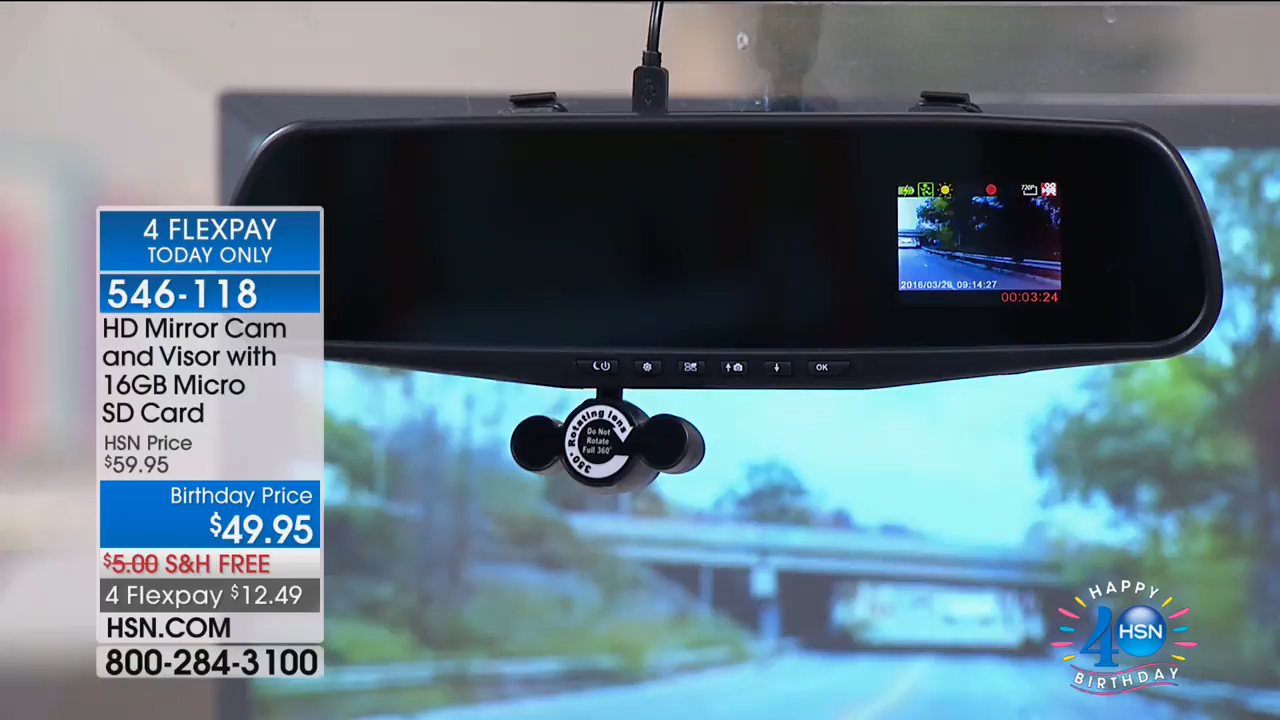 4 FLEXPAY
TODAY ONLY
546-118
HD Mirror Cam
and Visor with
16GB Micro
SD Card
HSN Price
$59.95
Birthday Price
$49.95
$5.00 S&H FREE
4 Flexpay $12.49
HSN.COM
800-284-3100
720P
2016/03/28 09:14:27
00:03:24
OK
350° Rotating lens
Do Not
Rotate
Full 360°
HAPPY
40 HSN
BIRTHDAY